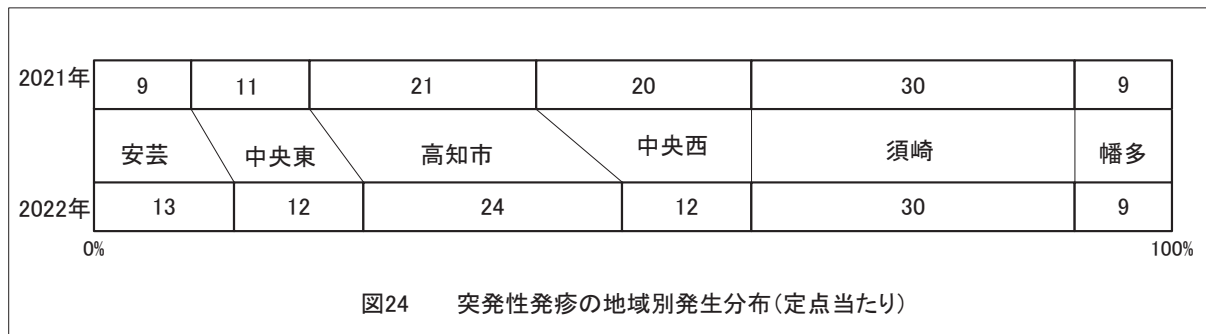 2021年 9 11 21 20 30 9
安芸 中央東 高知市 中央西 須崎 幡多
2022年 13 12 24 12 30 9
0% 100%
図24 突発性発疹の地域別発生分布(定点当たり)